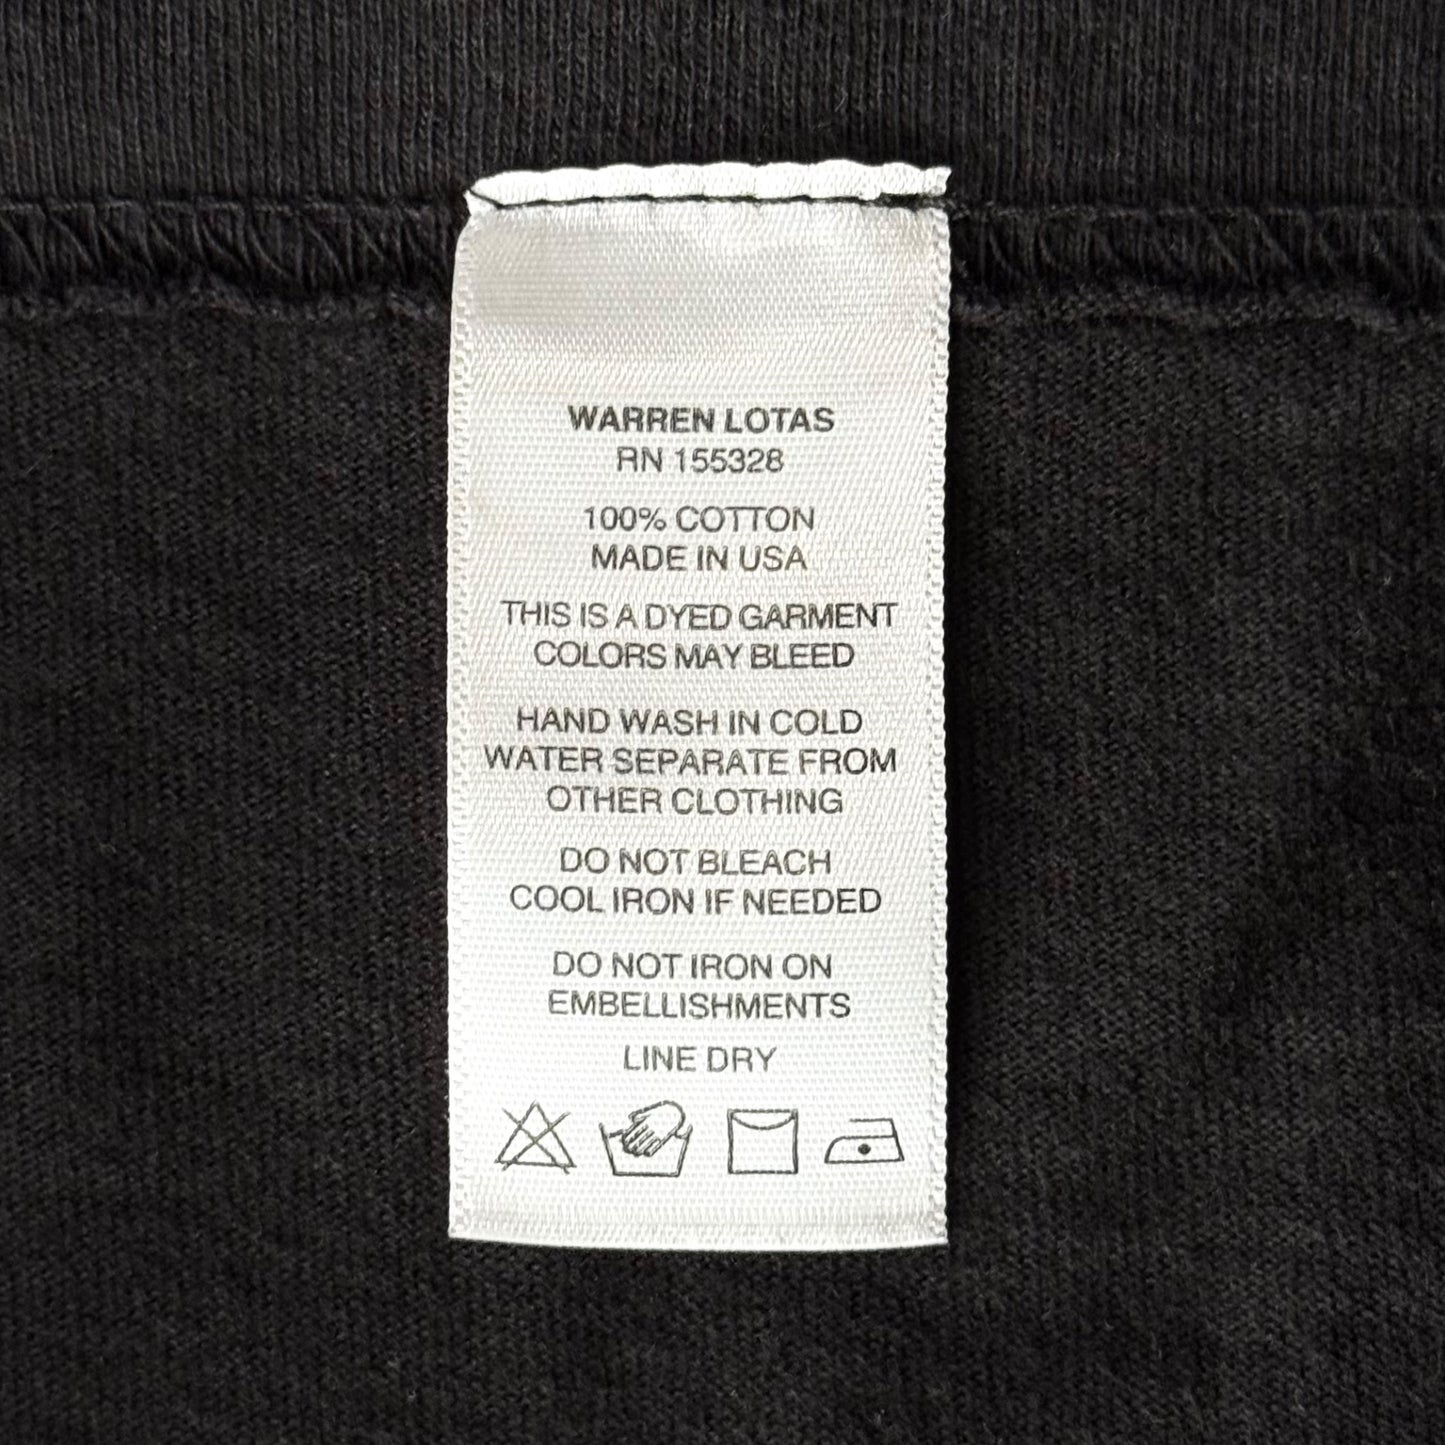 WARREN LOTAS
RN 155328
100% COTTON
MADE IN USA
THIS IS A DYED GARMENT
COLORS MAY BLEED
HAND WASH IN COLD
WATER SEPARATE FROM
OTHER CLOTHING
DO NOT BLEACH
COOL IRON IF NEEDED
DO NOT IRON ON
EMBELLISHMENTS
LINE DRY